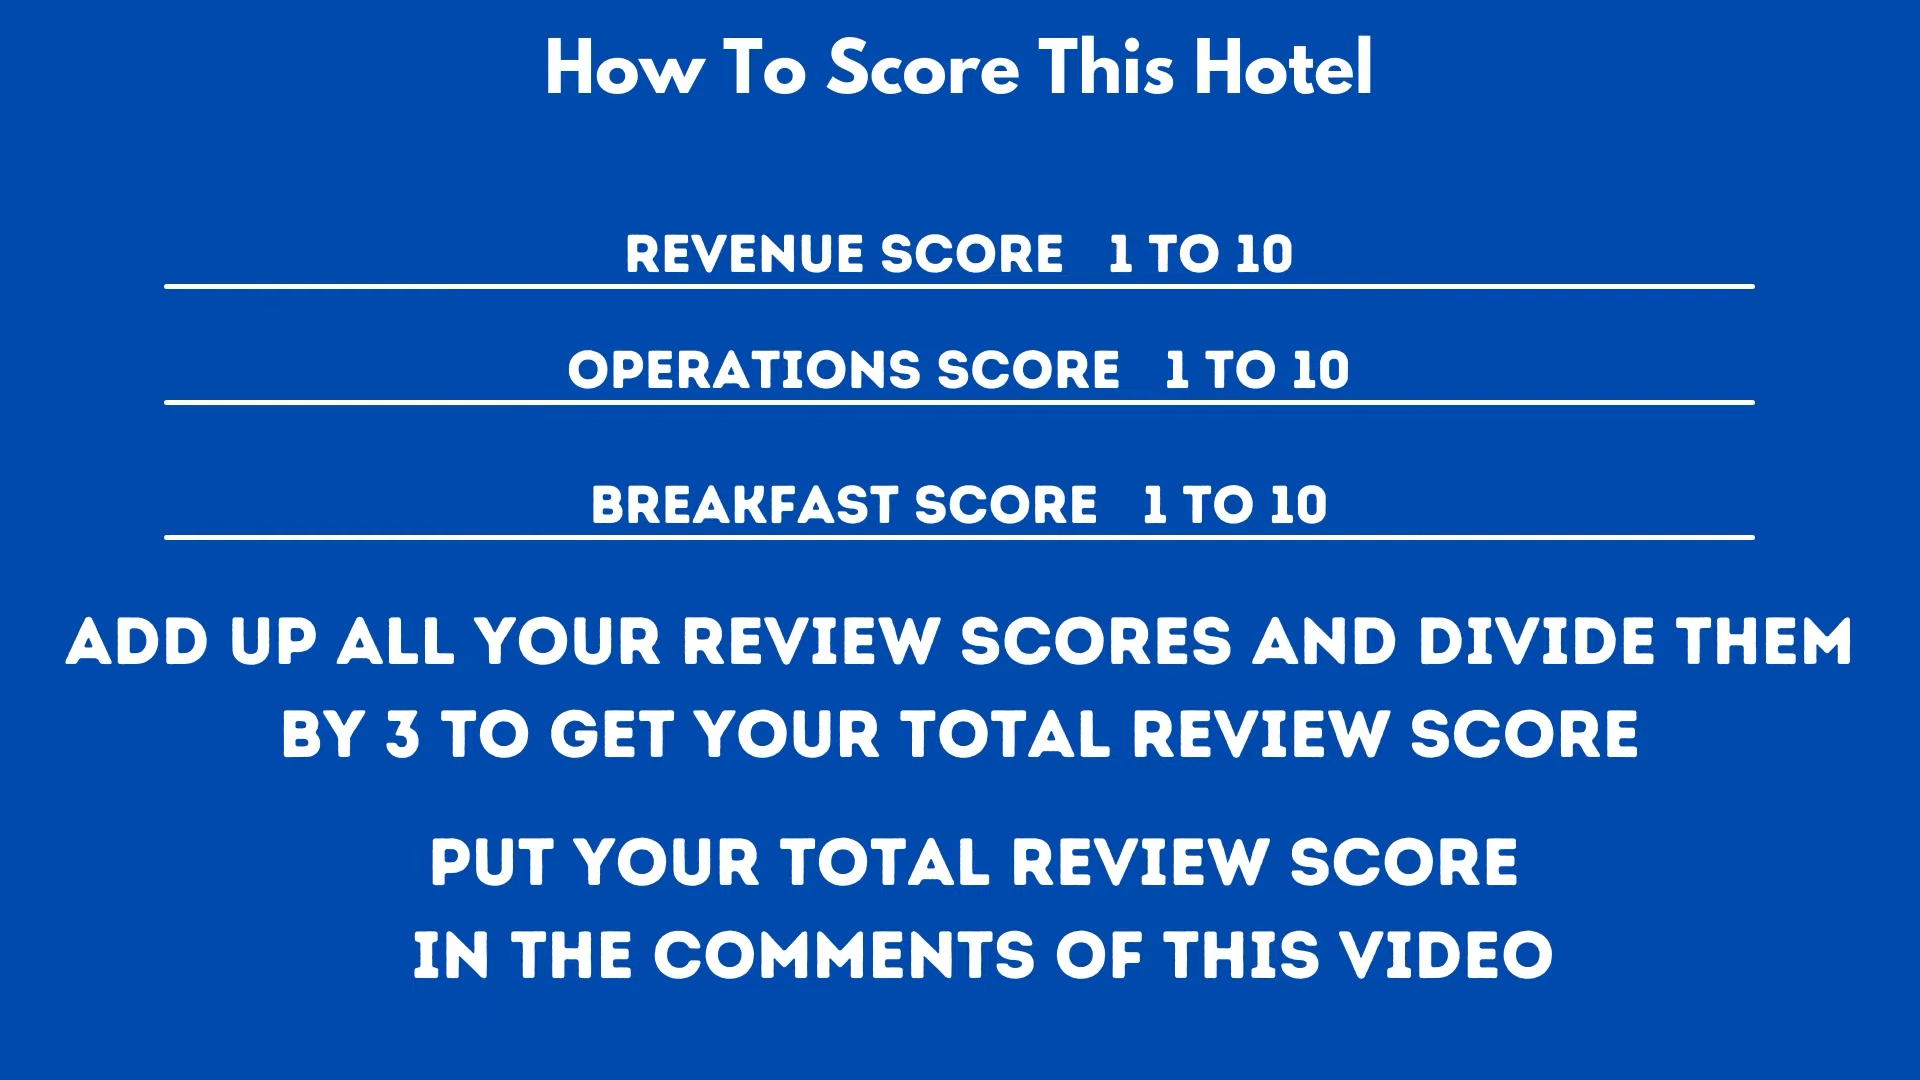 How To Score This Hotel
REVENUE SCORE 1 TO 10
OPERATIONS SCORE 1 TO 10
BREAKFAST SCORE 1 TO 10
ADD UP ALL YOUR REVIEW SCORES AND DIVIDE THEM
BY 3 TO GET YOUR TOTAL REVIEW SCORE
PUT YOUR TOTAL REVIEW SCORE
IN THE COMMENTS OF THIS VIDEO